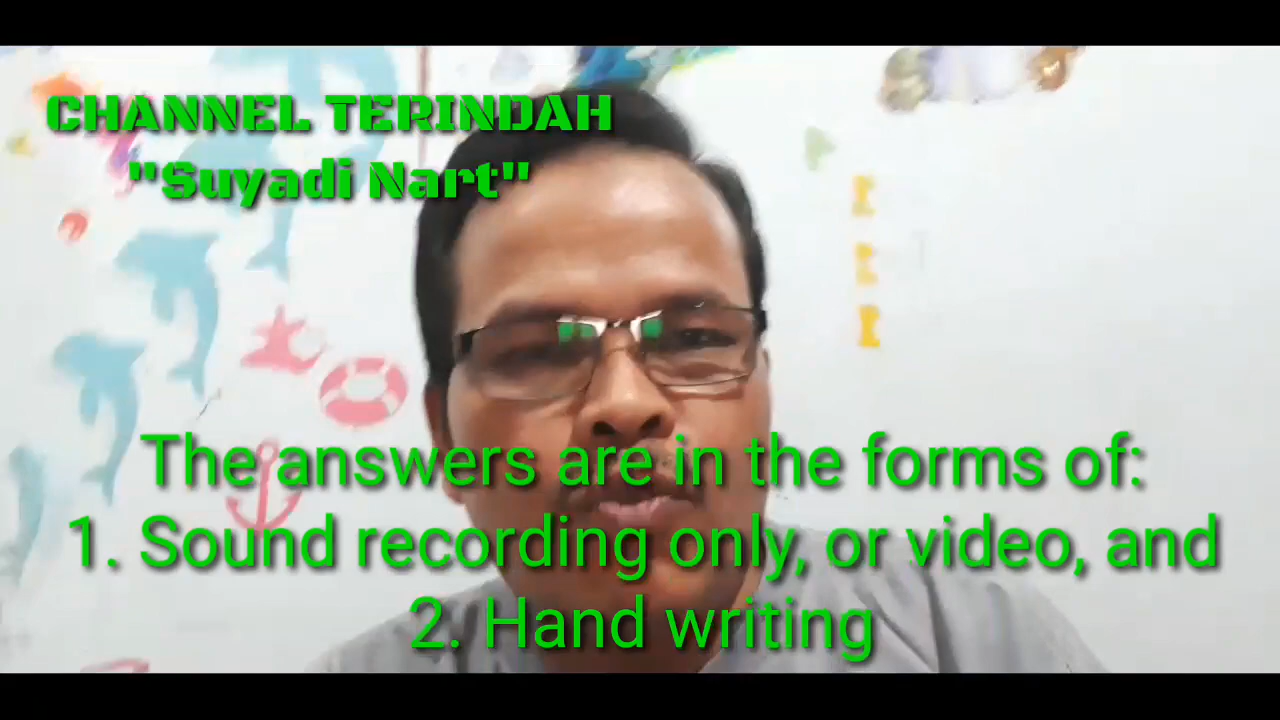 CHANNEL TERINDAH
"Suyadi Nart"
The answers are in the forms of:
1. Sound recording only, or video, and
2. Hand writing